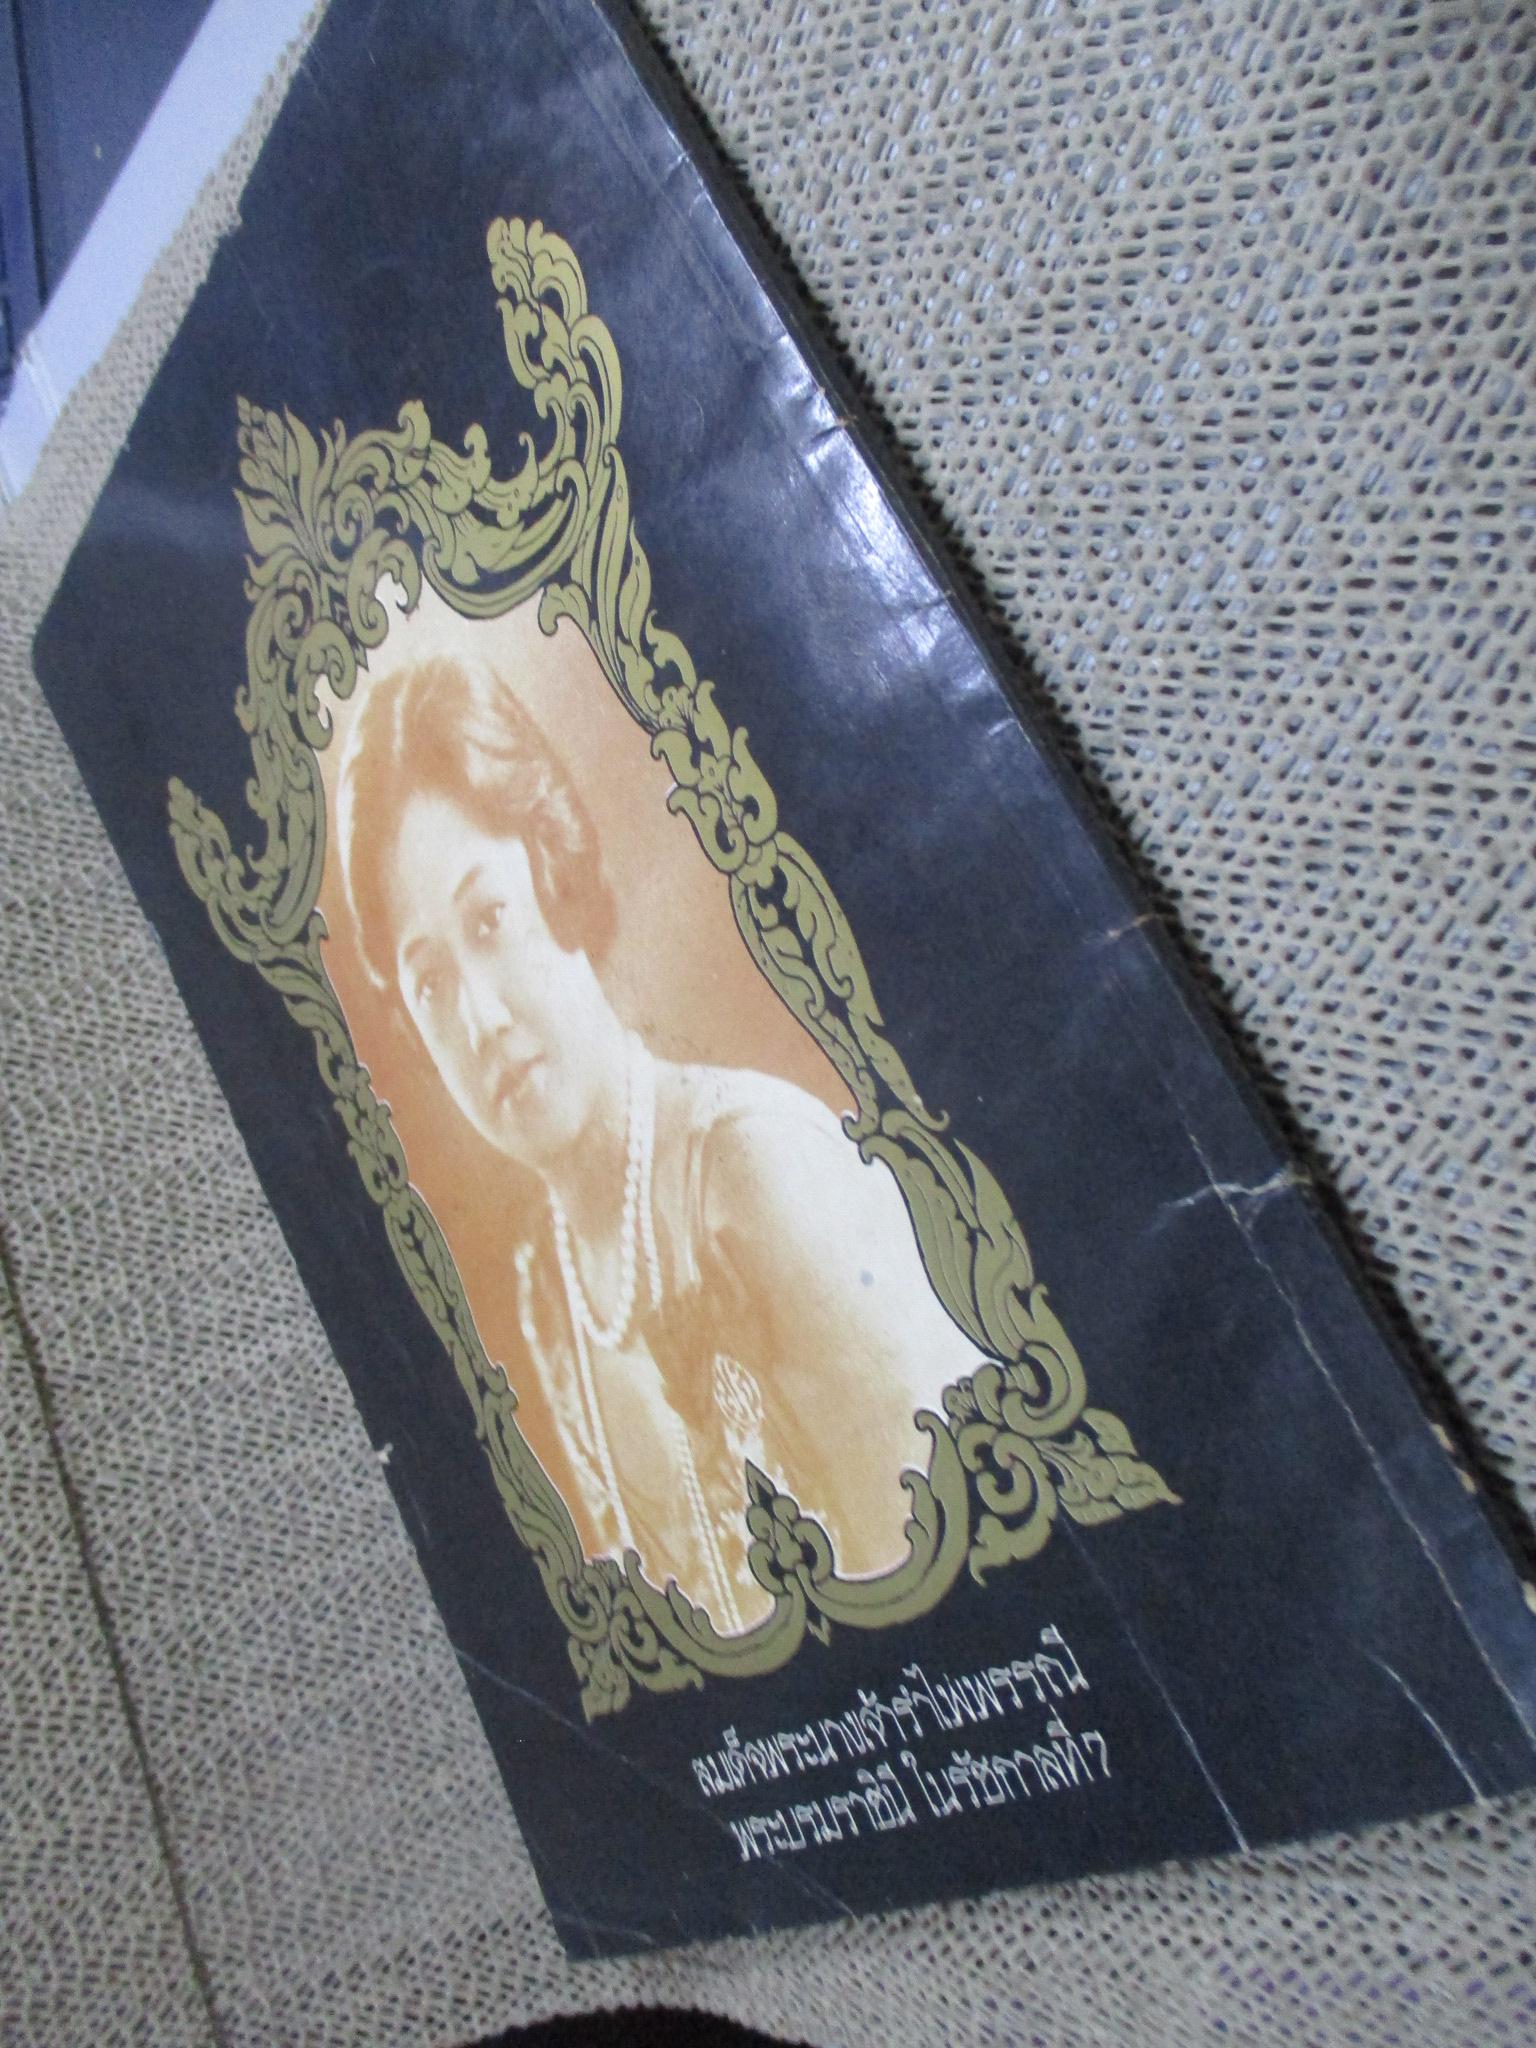 สมเด็จพระนางเจ้ารำไพพรรณี
พระบรมราชินี ในรัชกาลที่ ๗